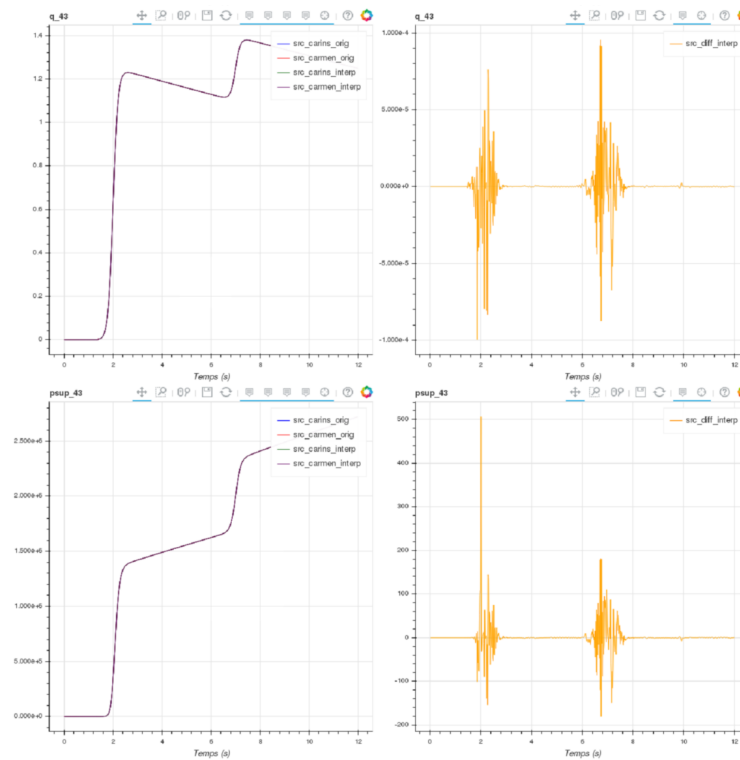 q_43
src_carins_orig
src_carmen_orig
src_carins_interp
src_carmen_interp
1.4
1.2
1
0.8
0.6
0.4
0.2
0
0 2 4 6 8 10 12
Temps (s)
src_diff_interp
1.000e-4
5.000e-5
0.000e+0
-5.000e-5
-1.000e-4
0 2 4 6 8 10 12
Temps (s)
psup_43
src_carins_orig
src_carmen_orig
src_carins_interp
src_carmen_interp
2.500e+6
2.000e+6
1.500e+6
1.000e+6
5.000e+5
0.000e+0
0 2 4 6 8 10 12
Temps (s)
psup_43
src_diff_interp
500
400
300
200
100
0
-100
-200
0 2 4 6 8 10 12
Temps (s)